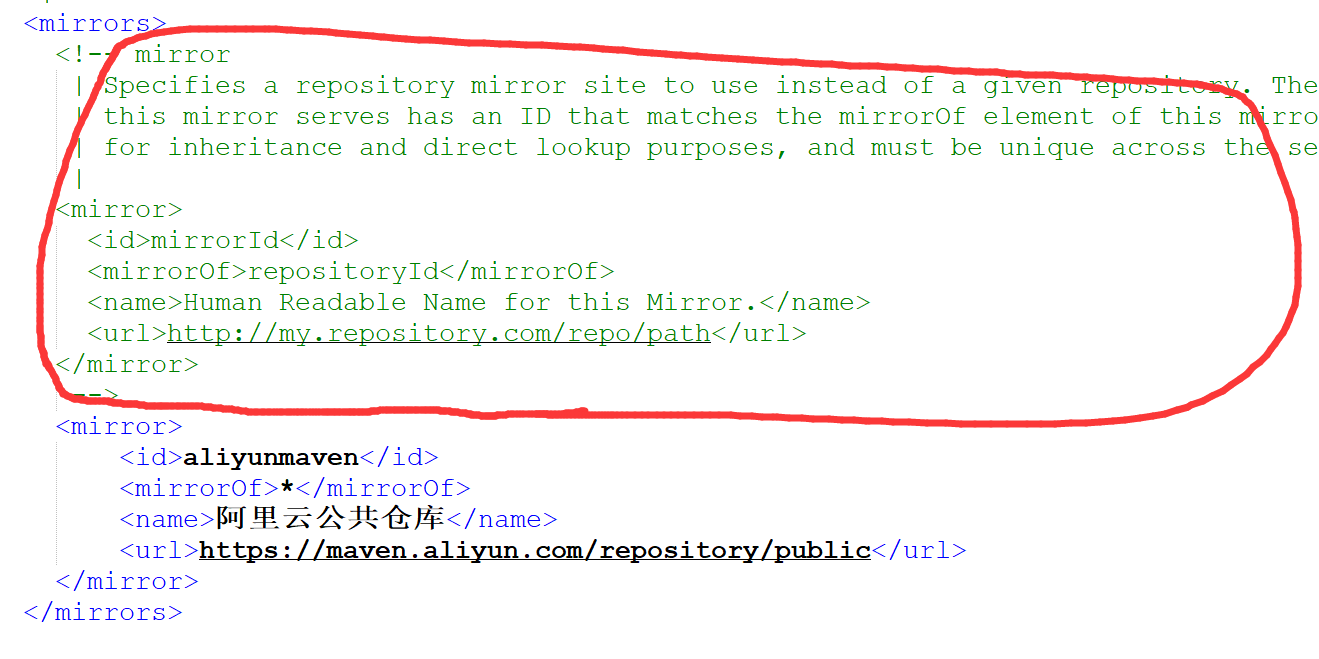 <mirrors>
<!-- mirror
| Specifies a repository mirror site to use instead of a given repository. The
| this mirror serves has an ID that matches the mirrorOf element of this mirro
| for inheritance and direct lookup purposes, and must be unique across the se
|
<mirror>
<id>mirrorId</id>
<mirrorOf>repositoryId</mirrorOf>
<name>Human Readable Name for this Mirror.</name>
<url>http://my.repository.com/repo/path</url>
</mirror>
-->
<mirror>
<id>aliyunmaven</id>
<mirrorOf>*</mirrorOf>
<name>阿里云公共仓库</name>
<url>https://maven.aliyun.com/repository/public</url>
</mirror>
</mirrors>